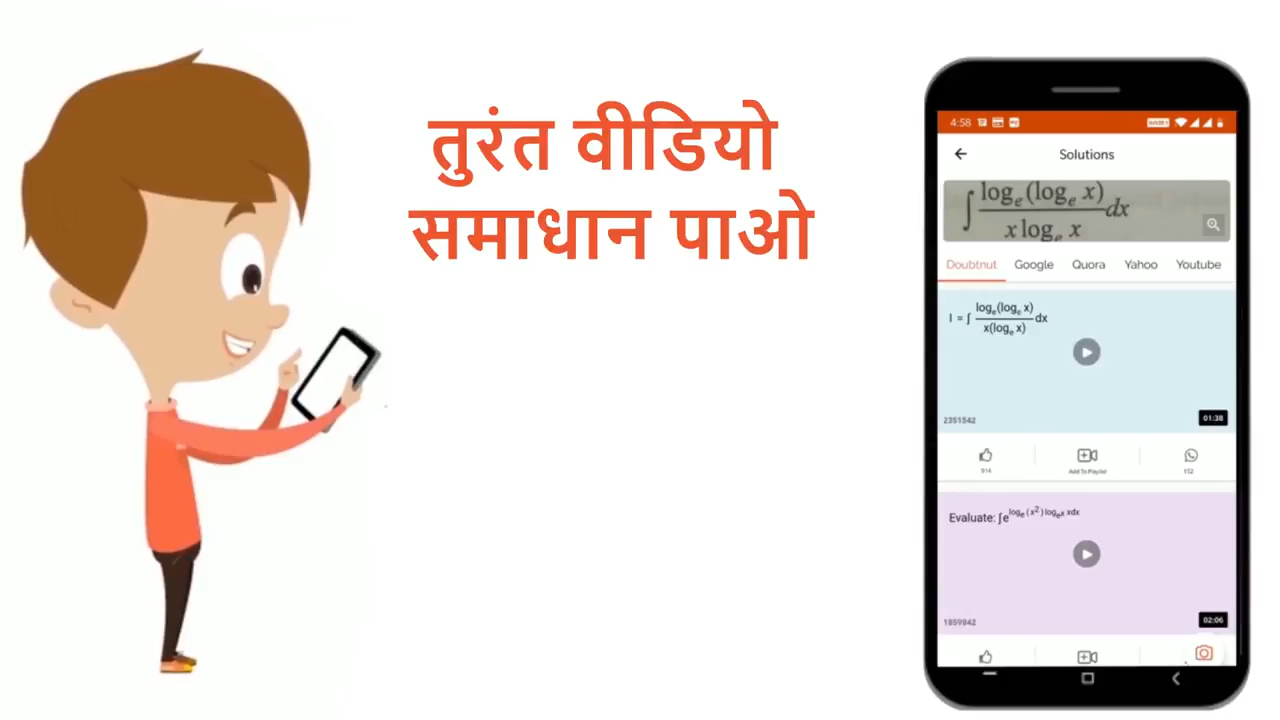 तुरंत वीडियो
समाधान पाओ
4:58
Solutions
∫ logₑ(logₑ x) / x logₑ x dx
Doubtnut Google Quora Yahoo Youtube
I = ∫ logₑ(logₑ x) / x(logₑ x) dx
2351542 01:38
914 Add To Playlist 152
Evaluate: ∫e^logₑ(x²)logₑx xdx
1859842 02:06